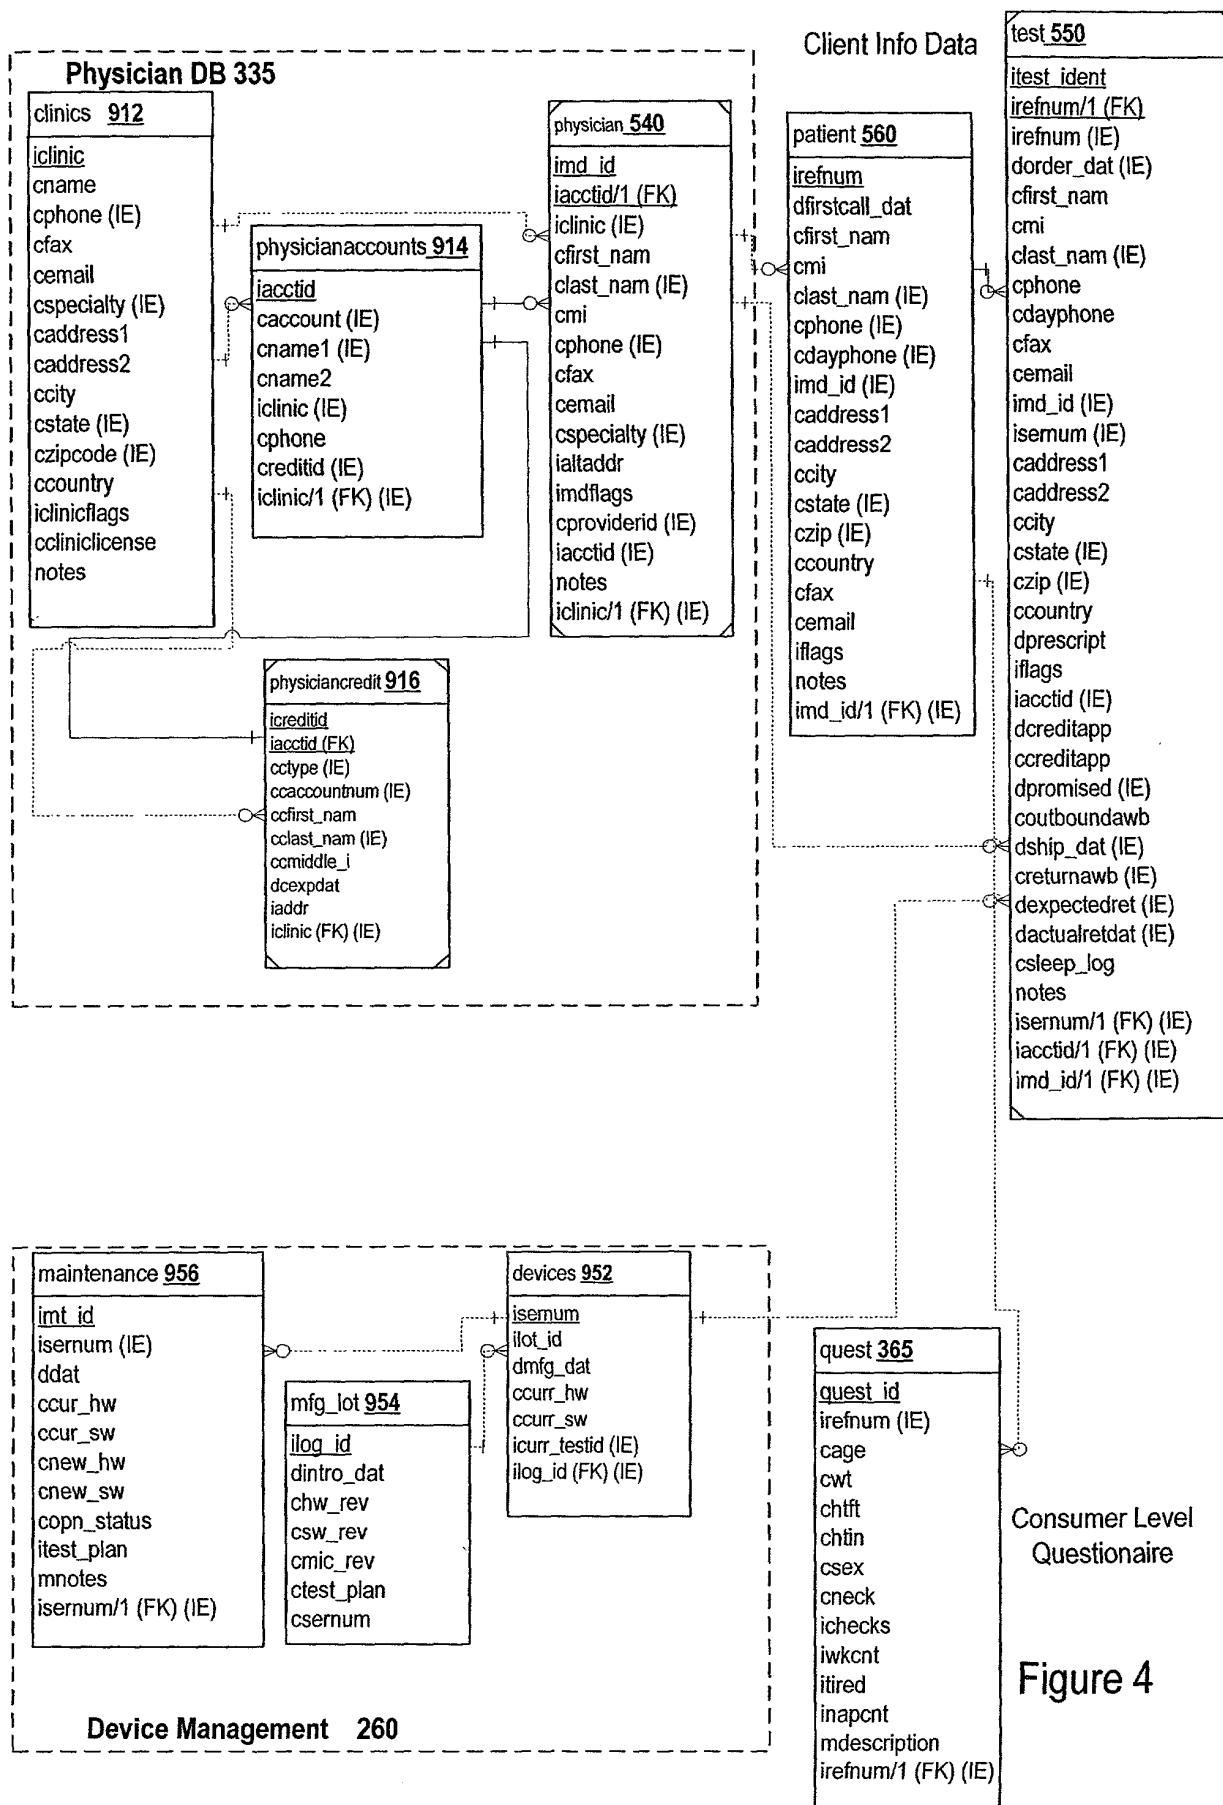 Physician DB 335
clinics 912
iclinic
cname
cphone (IE)
cfax
cemail
cspecialty (IE)
caddress1
caddress2
ccity
cstate (IE)
czipcode (IE)
ccountry
iclinicflags
ccliniclicense
notes
physicianaccounts 914
iacctid
caccount (IE)
cname1 (IE)
cname2
iclinic (IE)
cphone
creditid (IE)
iclinic/1 (FK) (IE)
physician 540
imd_id
iacctid/1 (FK)
iclinic (IE)
cfirst_nam
clast_nam (IE)
cmi
cphone (IE)
cfax
cemail
cspecialty (IE)
ialtaddr
imdflags
cproviderid (IE)
iacctid (IE)
notes
iclinic/1 (FK) (IE)
physiciancredit 916
icreditid
iacctid (FK)
cctype (IE)
ccaccountnum (IE)
ccfirst_nam
cclast_nam (IE)
ccmiddle_i
dcexpdat
iaddr
iclinic (FK) (IE)
Client Info Data
patient 560
irefnum
dfirstcall_dat
cfirst_nam
cmi
clast_nam (IE)
cphone (IE)
cdayphone (IE)
imd_id (IE)
caddress1
caddress2
ccity
cstate (IE)
czip (IE)
ccountry
cfax
cemail
iflags
notes
imd_id/1 (FK) (IE)
test 550
itest_ident
irefnum/1 (FK)
irefnum (IE)
dorder_dat (IE)
cfirst_nam
cmi
clast_nam (IE)
cphone
cdayphone
cfax
cemail
imd_id (IE)
isernum (IE)
caddress1
caddress2
ccity
cstate (IE)
czip (IE)
ccountry
dprescript
iflags
iacctid (IE)
dcreditapp
ccreditapp
dpromised (IE)
coutboundawb
dship_dat (IE)
creturnawb (IE)
dexpectedret (IE)
dactualretdat (IE)
csleep_log
notes
isernum/1 (FK) (IE)
iacctid/1 (FK) (IE)
imd_id/1 (FK) (IE)
maintenance 956
imt_id
isernum (IE)
ddat
ccur_hw
ccur_sw
cnew_hw
cnew_sw
copn_status
itest_plan
mnotes
isernum/1 (FK) (IE)
mfg_lot 954
ilog_id
dintro_dat
chw_rev
csw_rev
cmic_rev
ctest_plan
csernum
devices 952
isernum
ilot_id
dmfg_dat
ccurr_hw
ccurr_sw
icurr_testid (IE)
ilog_id (FK) (IE)
Device Management 260
quest 365
quest_id
irefnum (IE)
cage
cwt
chtft
chtin
csex
cneck
ichecks
iwkcnt
itired
inapcnt
mdescription
irefnum/1 (FK) (IE)
Consumer Level
Questionaire
Figure 4